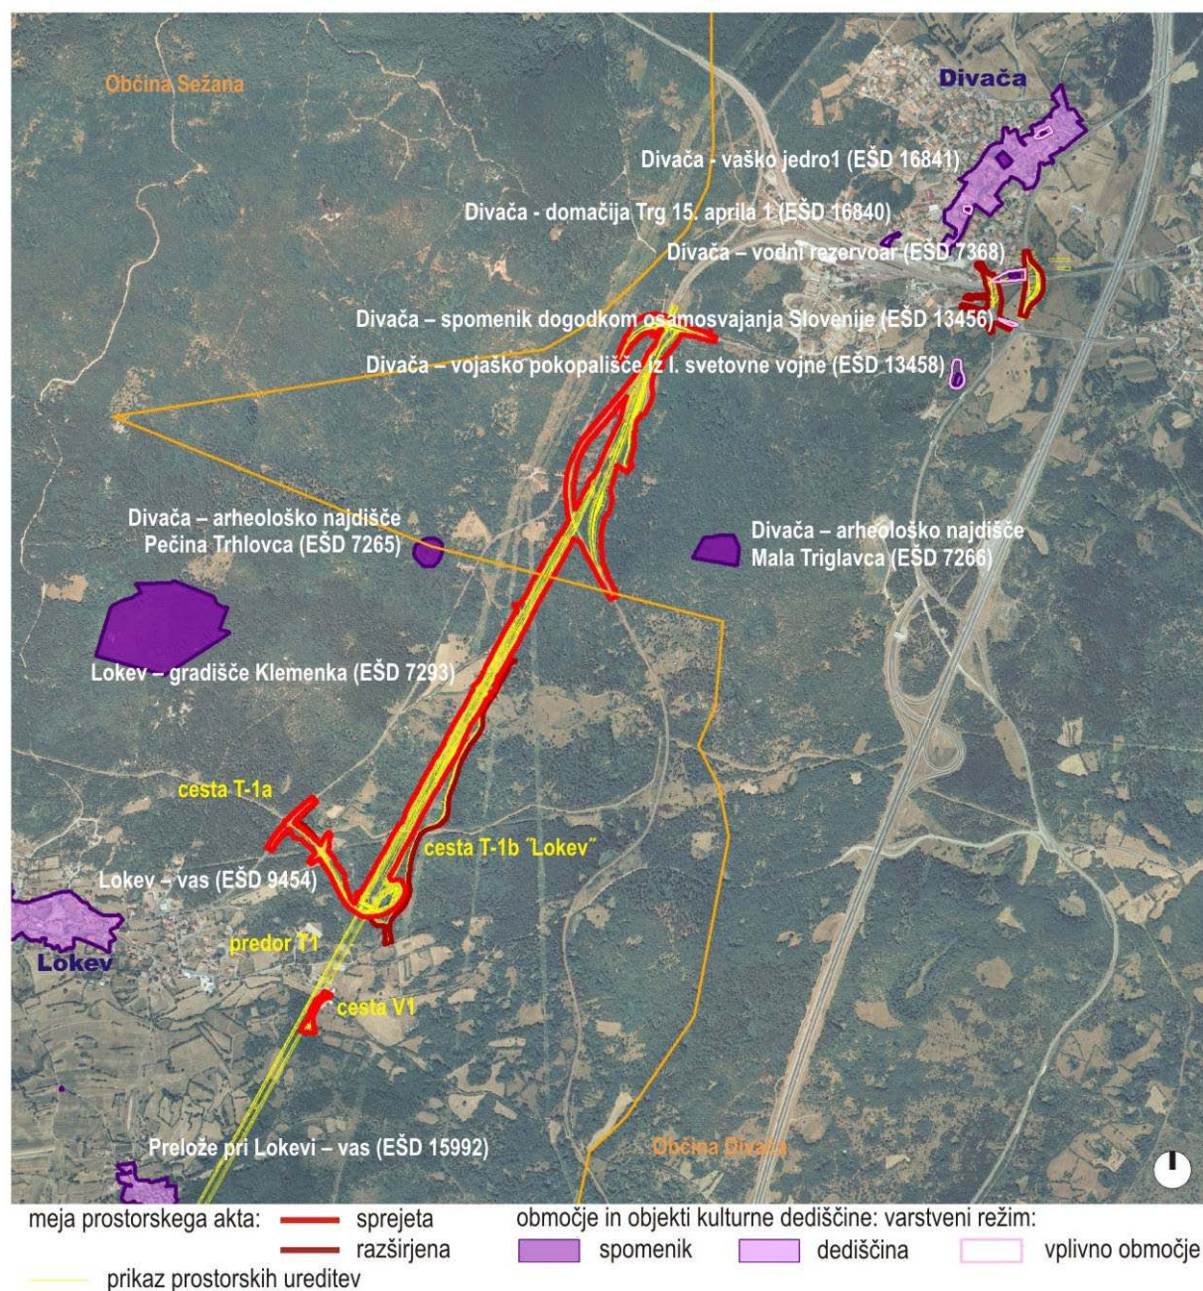 Občina Sežana
Divača
Divača - vaško jedro1 (EŠD 16841)
Divača - domačija Trg 15. aprila 1 (EŠD 16840)
Divača – vodni rezervoar (EŠD 7368)
Divača – spomenik dogodkom osamosvajanja Slovenije (EŠD 13456)
Divača – vojaško pokopališče iz I. svetovne vojne (EŠD 13458)
Divača – arheološko najdišče
Pečina Trhlovca (EŠD 7265)
Divača – arheološko najdišče
Mala Triglavca (EŠD 7266)
Lokev – gradišče Klemenka (EŠD 7293)
cesta T-1a
cesta T-1b ˝Lokev˝
Lokev – vas (EŠD 9454)
predor T1
Lokev
cesta V1
Prelože pri Lokevi – vas (EŠD 15992)
Občina Divača
meja prostorskega akta:
sprejeta
razširjena
prikaz prostorskih ureditev
območje in objekti kulturne dediščine: varstveni režim:
spomenik
dediščina
vplivno območje